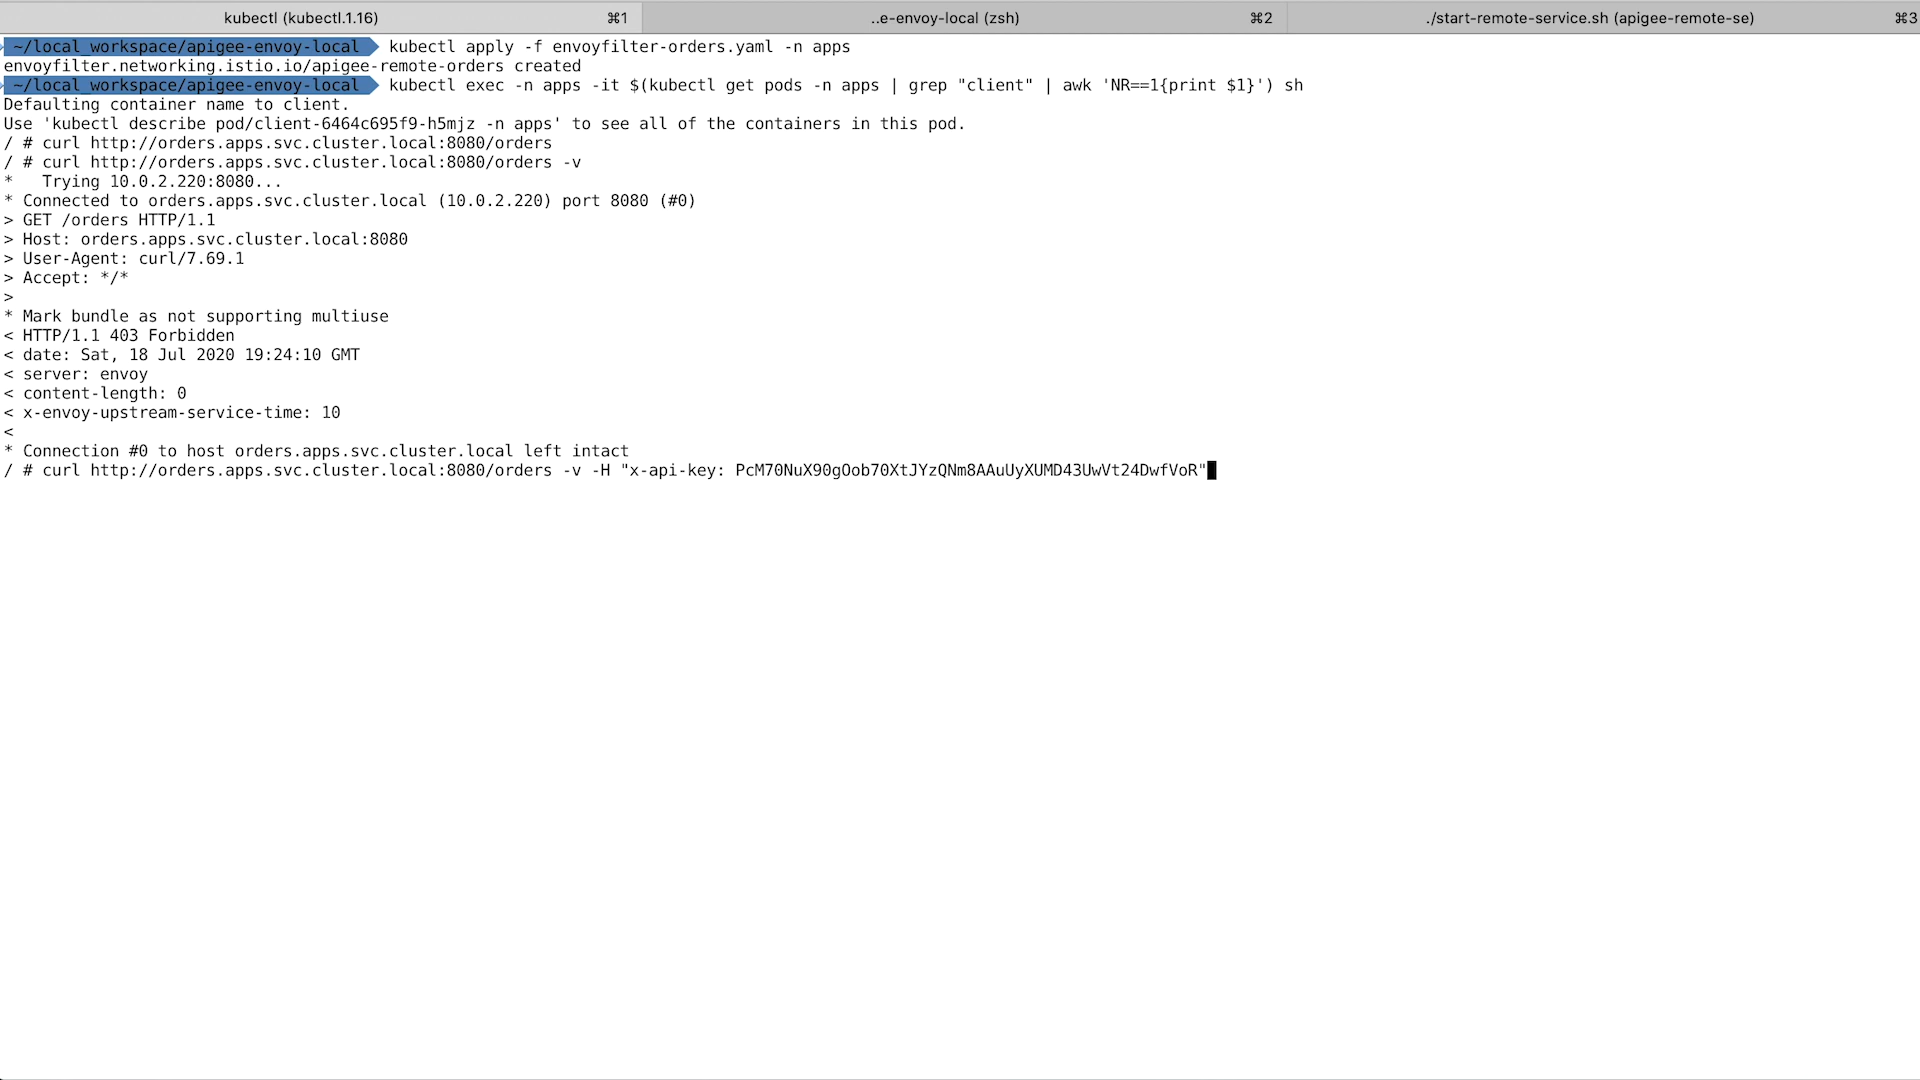 kubectl (kubectl.1.16) ⌘1 ..e-envoy-local (zsh) ⌘2 ./start-remote-service.sh (apigee-remote-se) ⌘3
~/local_workspace/apigee-envoy-local kubectl apply -f envoyfilter-orders.yaml -n apps
envoyfilter.networking.istio.io/apigee-remote-orders created
~/local_workspace/apigee-envoy-local kubectl exec -n apps -it $(kubectl get pods -n apps | grep "client" | awk 'NR==1{print $1}') sh
Defaulting container name to client.
Use 'kubectl describe pod/client-6464c695f9-h5mjz -n apps' to see all of the containers in this pod.
/ # curl http://orders.apps.svc.cluster.local:8080/orders
/ # curl http://orders.apps.svc.cluster.local:8080/orders -v
*   Trying 10.0.2.220:8080...
* Connected to orders.apps.svc.cluster.local (10.0.2.220) port 8080 (#0)
> GET /orders HTTP/1.1
> Host: orders.apps.svc.cluster.local:8080
> User-Agent: curl/7.69.1
> Accept: */*
>
* Mark bundle as not supporting multiuse
< HTTP/1.1 403 Forbidden
< date: Sat, 18 Jul 2020 19:24:10 GMT
< server: envoy
< content-length: 0
< x-envoy-upstream-service-time: 10
<
* Connection #0 to host orders.apps.svc.cluster.local left intact
/ # curl http://orders.apps.svc.cluster.local:8080/orders -v -H "x-api-key: PcM70NuX90gOob70XtJYzQNm8AAuUyXUMD43UwVt24DwfVoR"